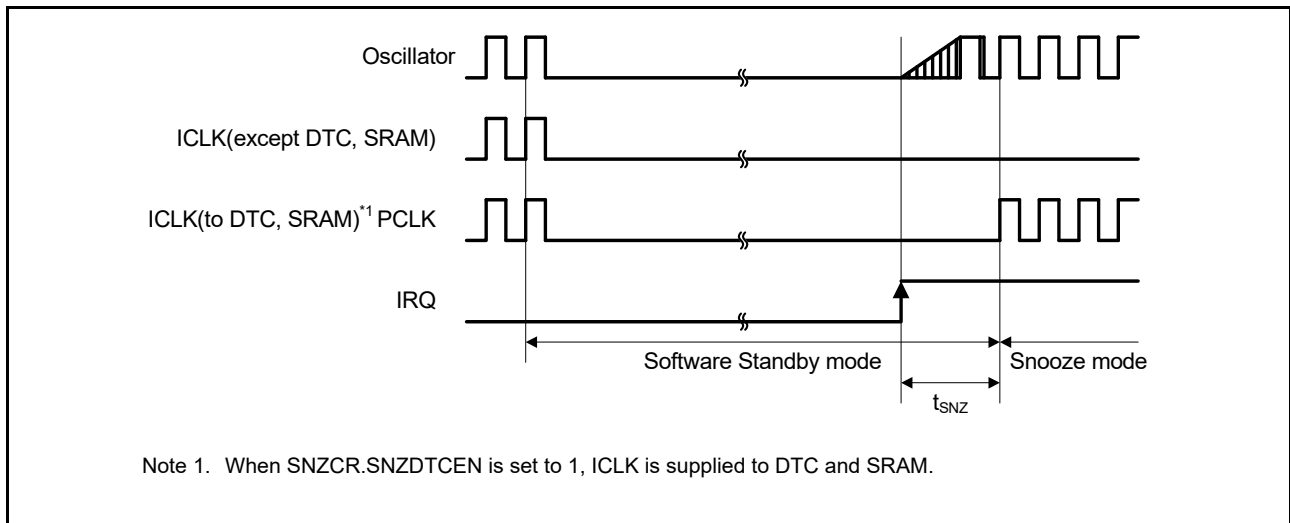 Oscillator
ICLK(except DTC, SRAM)
ICLK(to DTC, SRAM)*1 PCLK
IRQ
Software Standby mode
Snooze mode
tSNZ
Note 1. When SNZCR.SNZDTCEN is set to 1, ICLK is supplied to DTC and SRAM.